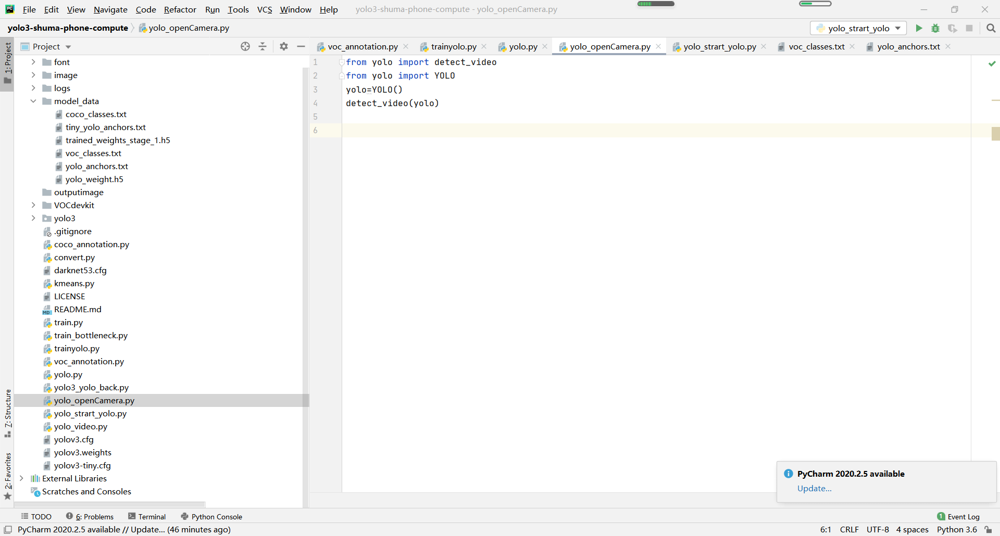 File Edit View Navigate Code Refactor Run Tools VCS Window Help yolo3-shuma-phone-compute - yolo_openCamera.py
yolo3-shuma-phone-compute yolo_openCamera.py yolo_strart_yolo
1: Project
Project
voc_annotation.py trainyolo.py yolo.py yolo_openCamera.py yolo_strart_yolo.py voc_classes.txt yolo_anchors.txt
font
image
logs
model_data
coco_classes.txt
tiny_yolo_anchors.txt
trained_weights_stage_1.h5
voc_classes.txt
yolo_anchors.txt
yolo_weight.h5
outputimage
VOCdevkit
yolo3
.gitignore
coco_annotation.py
convert.py
darknet53.cfg
kmeans.py
LICENSE
README.md
train.py
train_bottleneck.py
trainyolo.py
voc_annotation.py
yolo.py
yolo3_yolo_back.py
yolo_openCamera.py
yolo_strart_yolo.py
yolo_video.py
yolov3.cfg
yolov3.weights
yolov3-tiny.cfg
External Libraries
Scratches and Consoles
1 from yolo import detect_video
2 from yolo import YOLO
3 yolo=YOLO()
4 detect_video(yolo)
5
6
7: Structure
2: Favorites
PyCharm 2020.2.5 available
Update...
TODO 6: Problems Terminal Python Console 1 Event Log
PyCharm 2020.2.5 available // Update... (46 minutes ago) 6:1 CRLF UTF-8 4 spaces Python 3.6